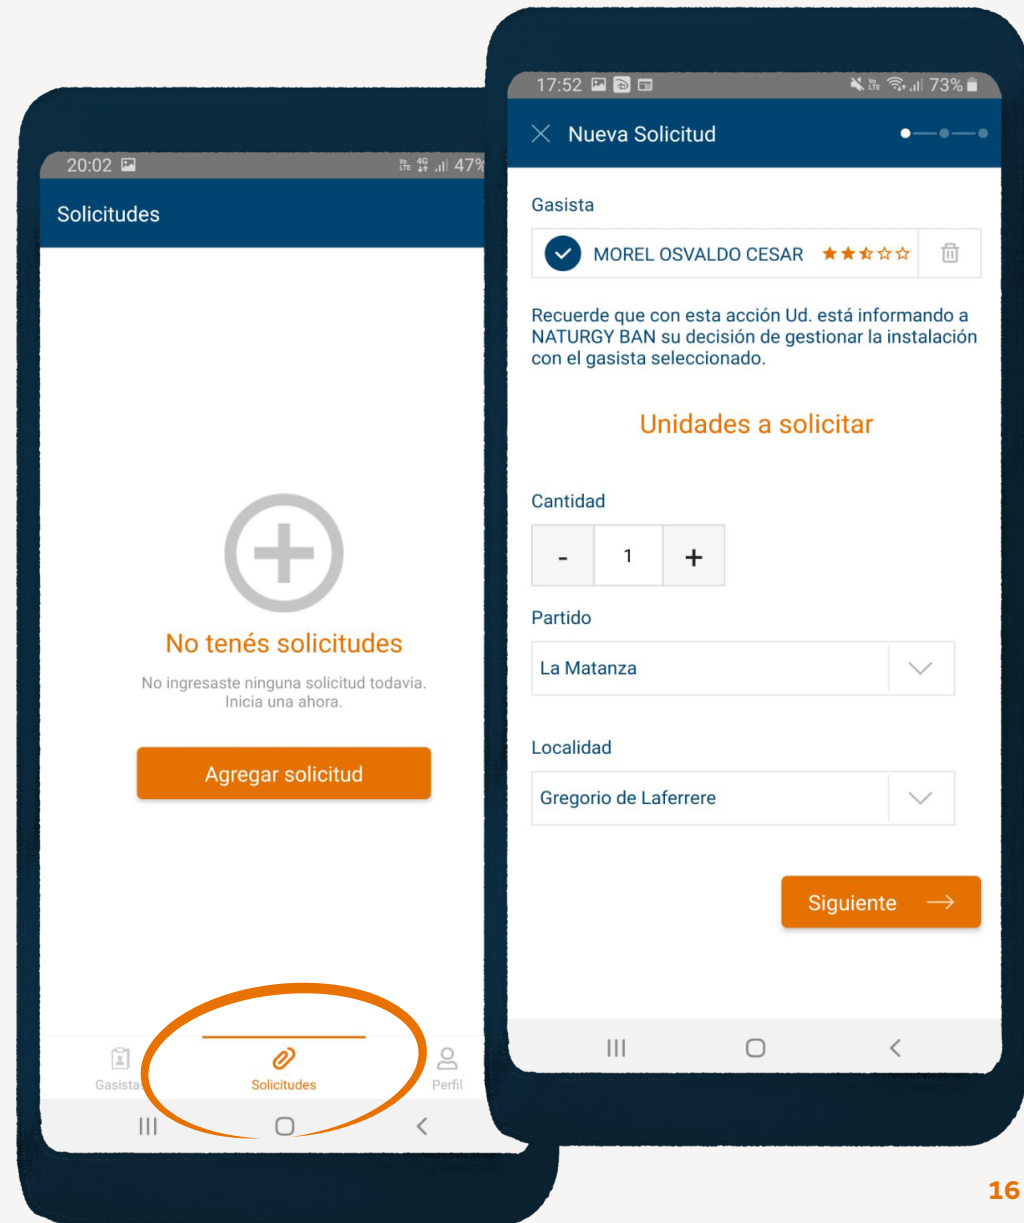 20:02
47%
Solicitudes
No tenés solicitudes
No ingresaste ninguna solicitud todavia.
Inicia una ahora.
Agregar solicitud
Gasistas
Solicitudes
Perfil
17:52
73%
Nueva Solicitud
Gasista
MOREL OSVALDO CESAR
Recuerde que con esta acción Ud. está informando a
NATURGY BAN su decisión de gestionar la instalación
con el gasista seleccionado.
Unidades a solicitar
Cantidad
- 1 +
Partido
La Matanza
Localidad
Gregorio de Laferrere
Siguiente
16